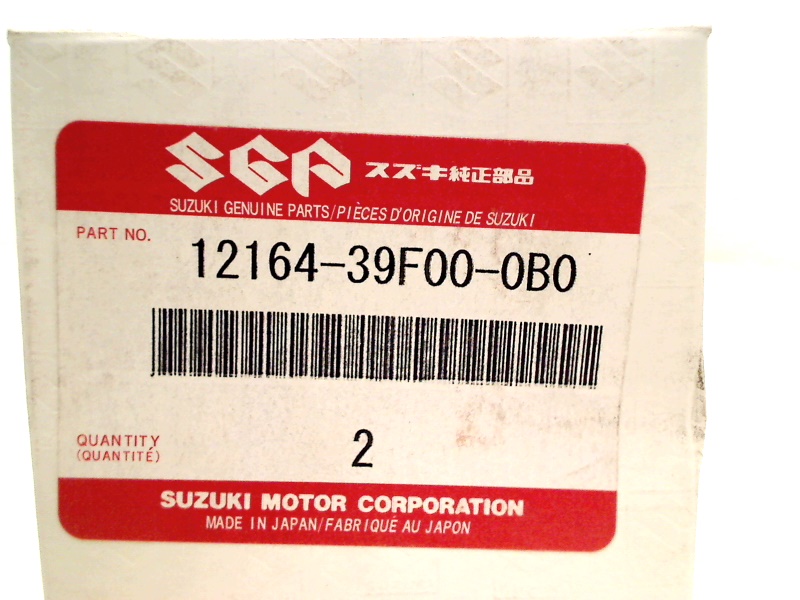 SGP スズキ純正部品
SUZUKI GENUINE PARTS/PIÈCES D'ORIGINE DE SUZUKI
PART NO.
12164-39F00-0B0
QUANTITY
(QUANTITÉ)
2
SUZUKI MOTOR CORPORATION
MADE IN JAPAN/FABRIQUÉ AU JAPON